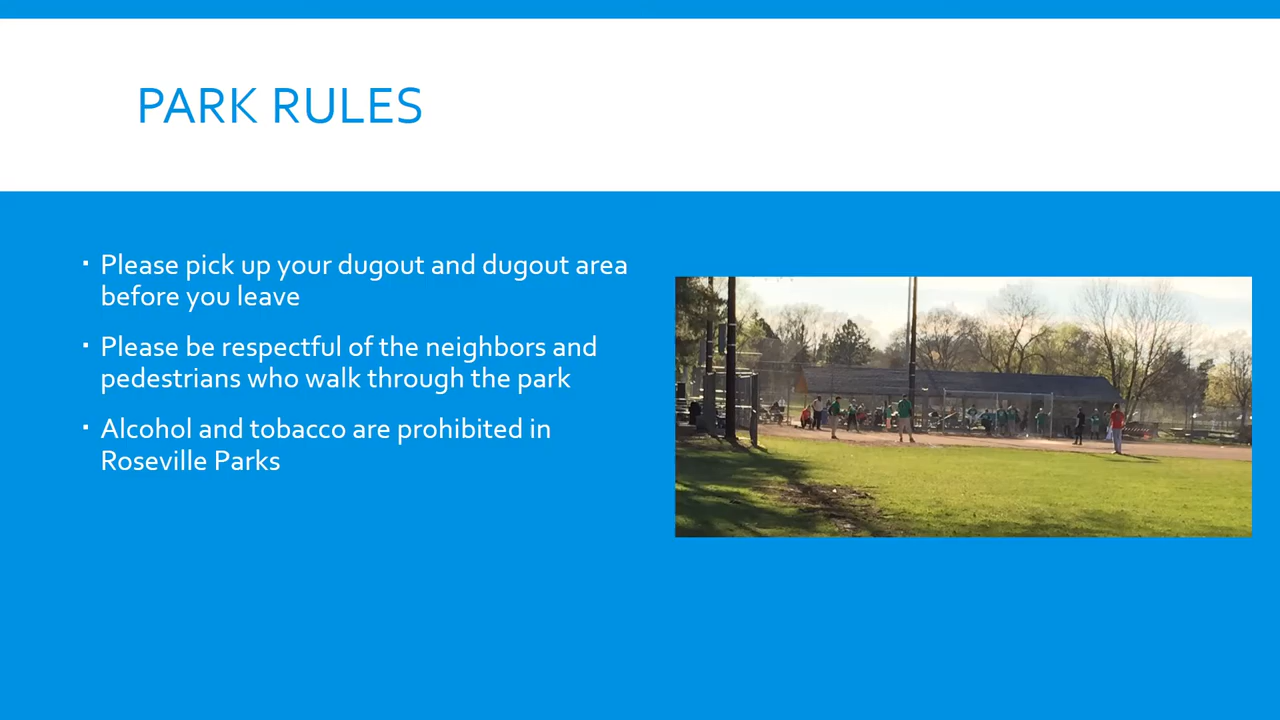 PARK RULES
▪ Please pick up your dugout and dugout area
before you leave
▪ Please be respectful of the neighbors and
pedestrians who walk through the park
▪ Alcohol and tobacco are prohibited in
Roseville Parks